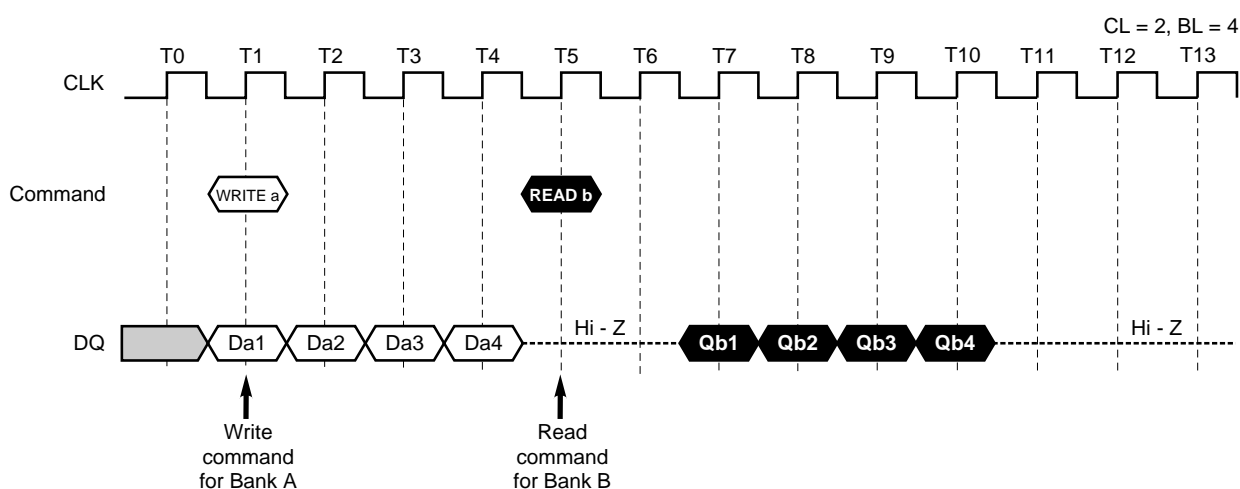 CL = 2, BL = 4
T0 T1 T2 T3 T4 T5 T6 T7 T8 T9 T10 T11 T12 T13
CLK
Command WRITE a READ b
DQ Da1 Da2 Da3 Da4 Hi - Z Qb1 Qb2 Qb3 Qb4 Hi - Z
Write
command
for Bank A
Read
command
for Bank B